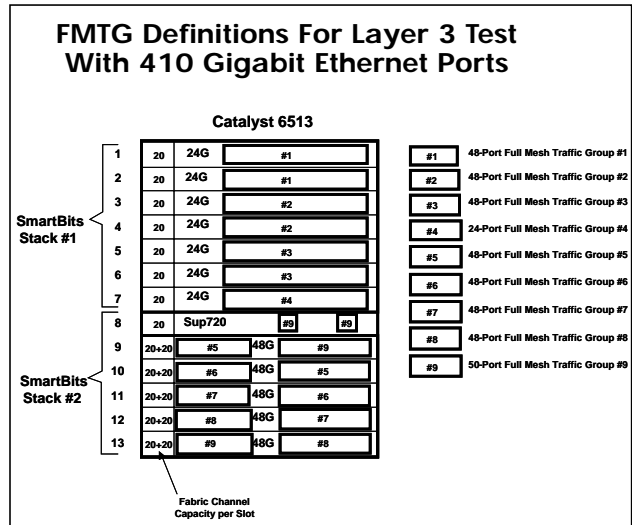 FMTG Definitions For Layer 3 Test
With 410 Gigabit Ethernet Ports
Catalyst 6513
1 20 24G #1
2 20 24G #1
3 20 24G #2
4 20 24G #2
5 20 24G #3
6 20 24G #3
7 20 24G #4
8 20 Sup720 #9 #9
9 20+20 #5 48G #9
10 20+20 #6 48G #5
11 20+20 #7 48G #6
12 20+20 #8 48G #7
13 20+20 #9 48G #8
SmartBits
Stack #1
SmartBits
Stack #2
Fabric Channel
Capacity per Slot
#1 48-Port Full Mesh Traffic Group #1
#2 48-Port Full Mesh Traffic Group #2
#3 48-Port Full Mesh Traffic Group #3
#4 24-Port Full Mesh Traffic Group #4
#5 48-Port Full Mesh Traffic Group #5
#6 48-Port Full Mesh Traffic Group #6
#7 48-Port Full Mesh Traffic Group #7
#8 48-Port Full Mesh Traffic Group #8
#9 50-Port Full Mesh Traffic Group #9